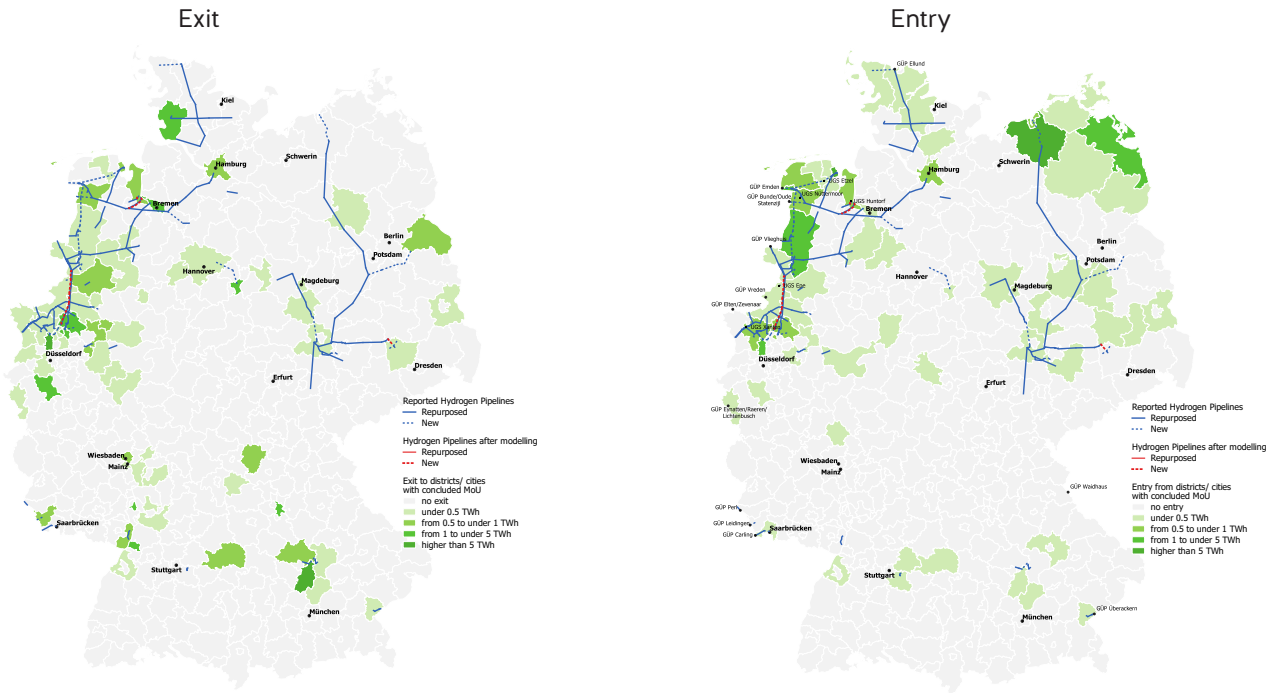 Exit
Kiel
Schwerin
Hamburg
Bremen
Berlin
Potsdam
Hannover
Magdeburg
Düsseldorf
Dresden
Erfurt
Wiesbaden
Mainz
Saarbrücken
Stuttgart
München
Reported Hydrogen Pipelines
Repurposed
New
Hydrogen Pipelines after modelling
Repurposed
New
Exit to districts/ cities
with concluded MoU
no exit
under 0.5 TWh
from 0.5 to under 1 TWh
from 1 to under 5 TWh
higher than 5 TWh
Entry
GÜP Ellund
Kiel
Schwerin
Hamburg
UGS Etzel
GÜP Emden
UGS Nüttermoor
GÜP Bunde/Oude
Statenzijl
UGS Huntorf
Bremen
GÜP Vlieghuis
Berlin
Potsdam
Hannover
Magdeburg
UGS Epe
GÜP Vreden
GÜP Elten/Zevenaar
Düsseldorf
Dresden
Erfurt
GÜP Eynatten/Raeren/
Lichtenbusch
Wiesbaden
Mainz
GÜP Waidhaus
GÜP Perl
GÜP Leidingen
GÜP Carling
Saarbrücken
Stuttgart
München
GÜP Überackern
Reported Hydrogen Pipelines
Repurposed
New
Hydrogen Pipelines after modelling
Repurposed
New
Entry from districts/ cities
with concluded MoU
no entry
under 0.5 TWh
from 0.5 to under 1 TWh
from 1 to under 5 TWh
higher than 5 TWh